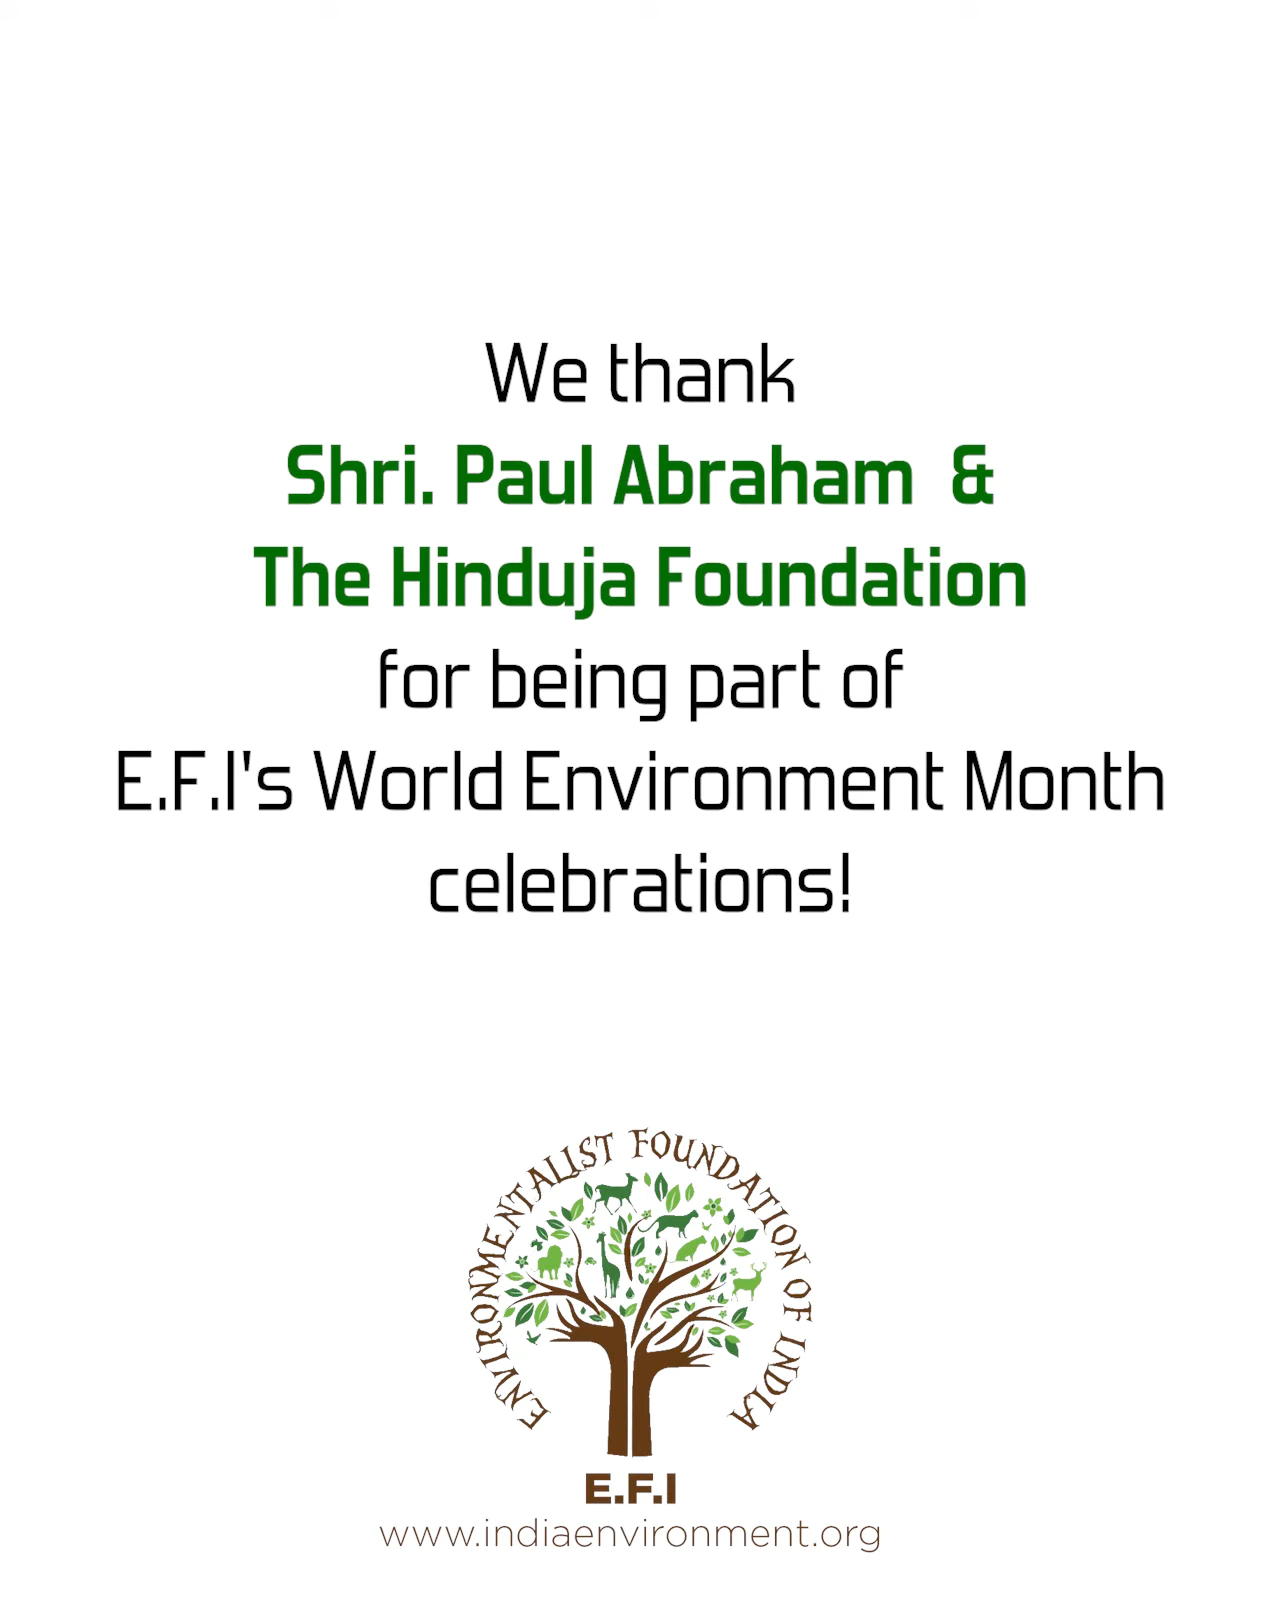 We thank
Shri. Paul Abraham &
The Hinduja Foundation
for being part of
E.F.I's World Environment Month
celebrations!
ENVIRONMENTALIST FOUNDATION OF INDIA
E.F.I
www.indiaenvironment.org